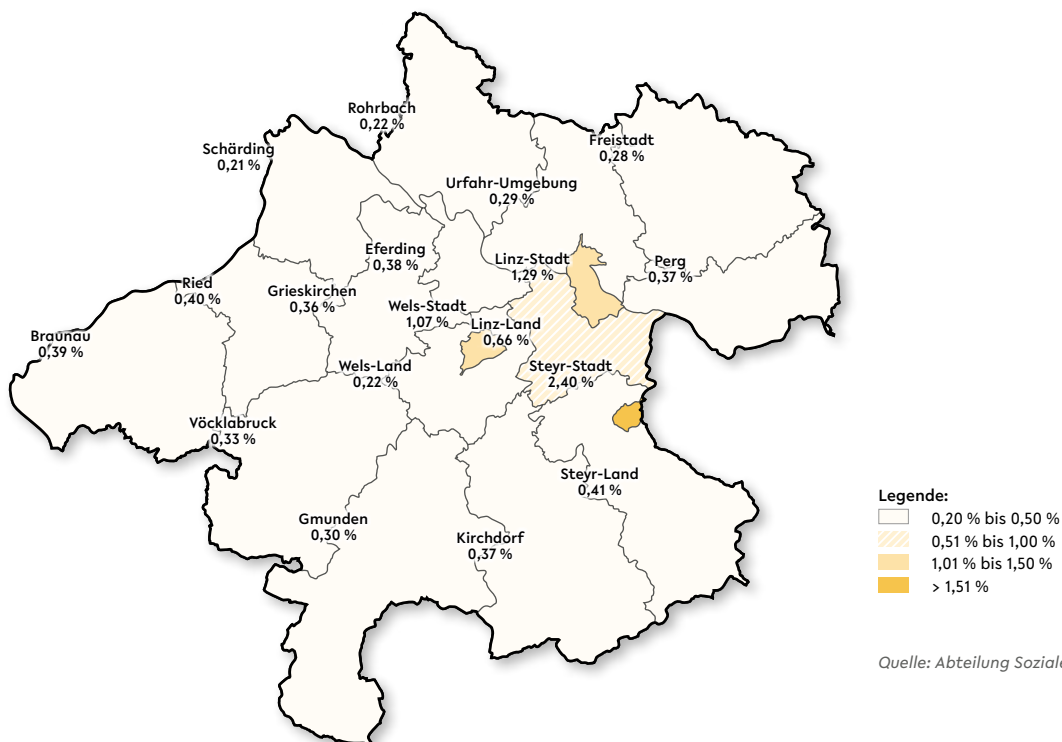 Rohrbach
0,22 %
Freistadt
0,28 %
Schärding
0,21 %
Urfahr-Umgebung
0,29 %
Eferding
0,38 %
Linz-Stadt
1,29 %
Perg
0,37 %
Ried
0,40 %
Grieskirchen
0,36 %
Wels-Stadt
1,07 %
Linz-Land
0,66 %
Braunau
0,39 %
Wels-Land
0,22 %
Steyr-Stadt
2,40 %
Vöcklabruck
0,33 %
Steyr-Land
0,41 %
Gmunden
0,30 %
Kirchdorf
0,37 %
Legende:
0,20 % bis 0,50 %
0,51 % bis 1,00 %
1,01 % bis 1,50 %
> 1,51 %
Quelle: Abteilung Soziale